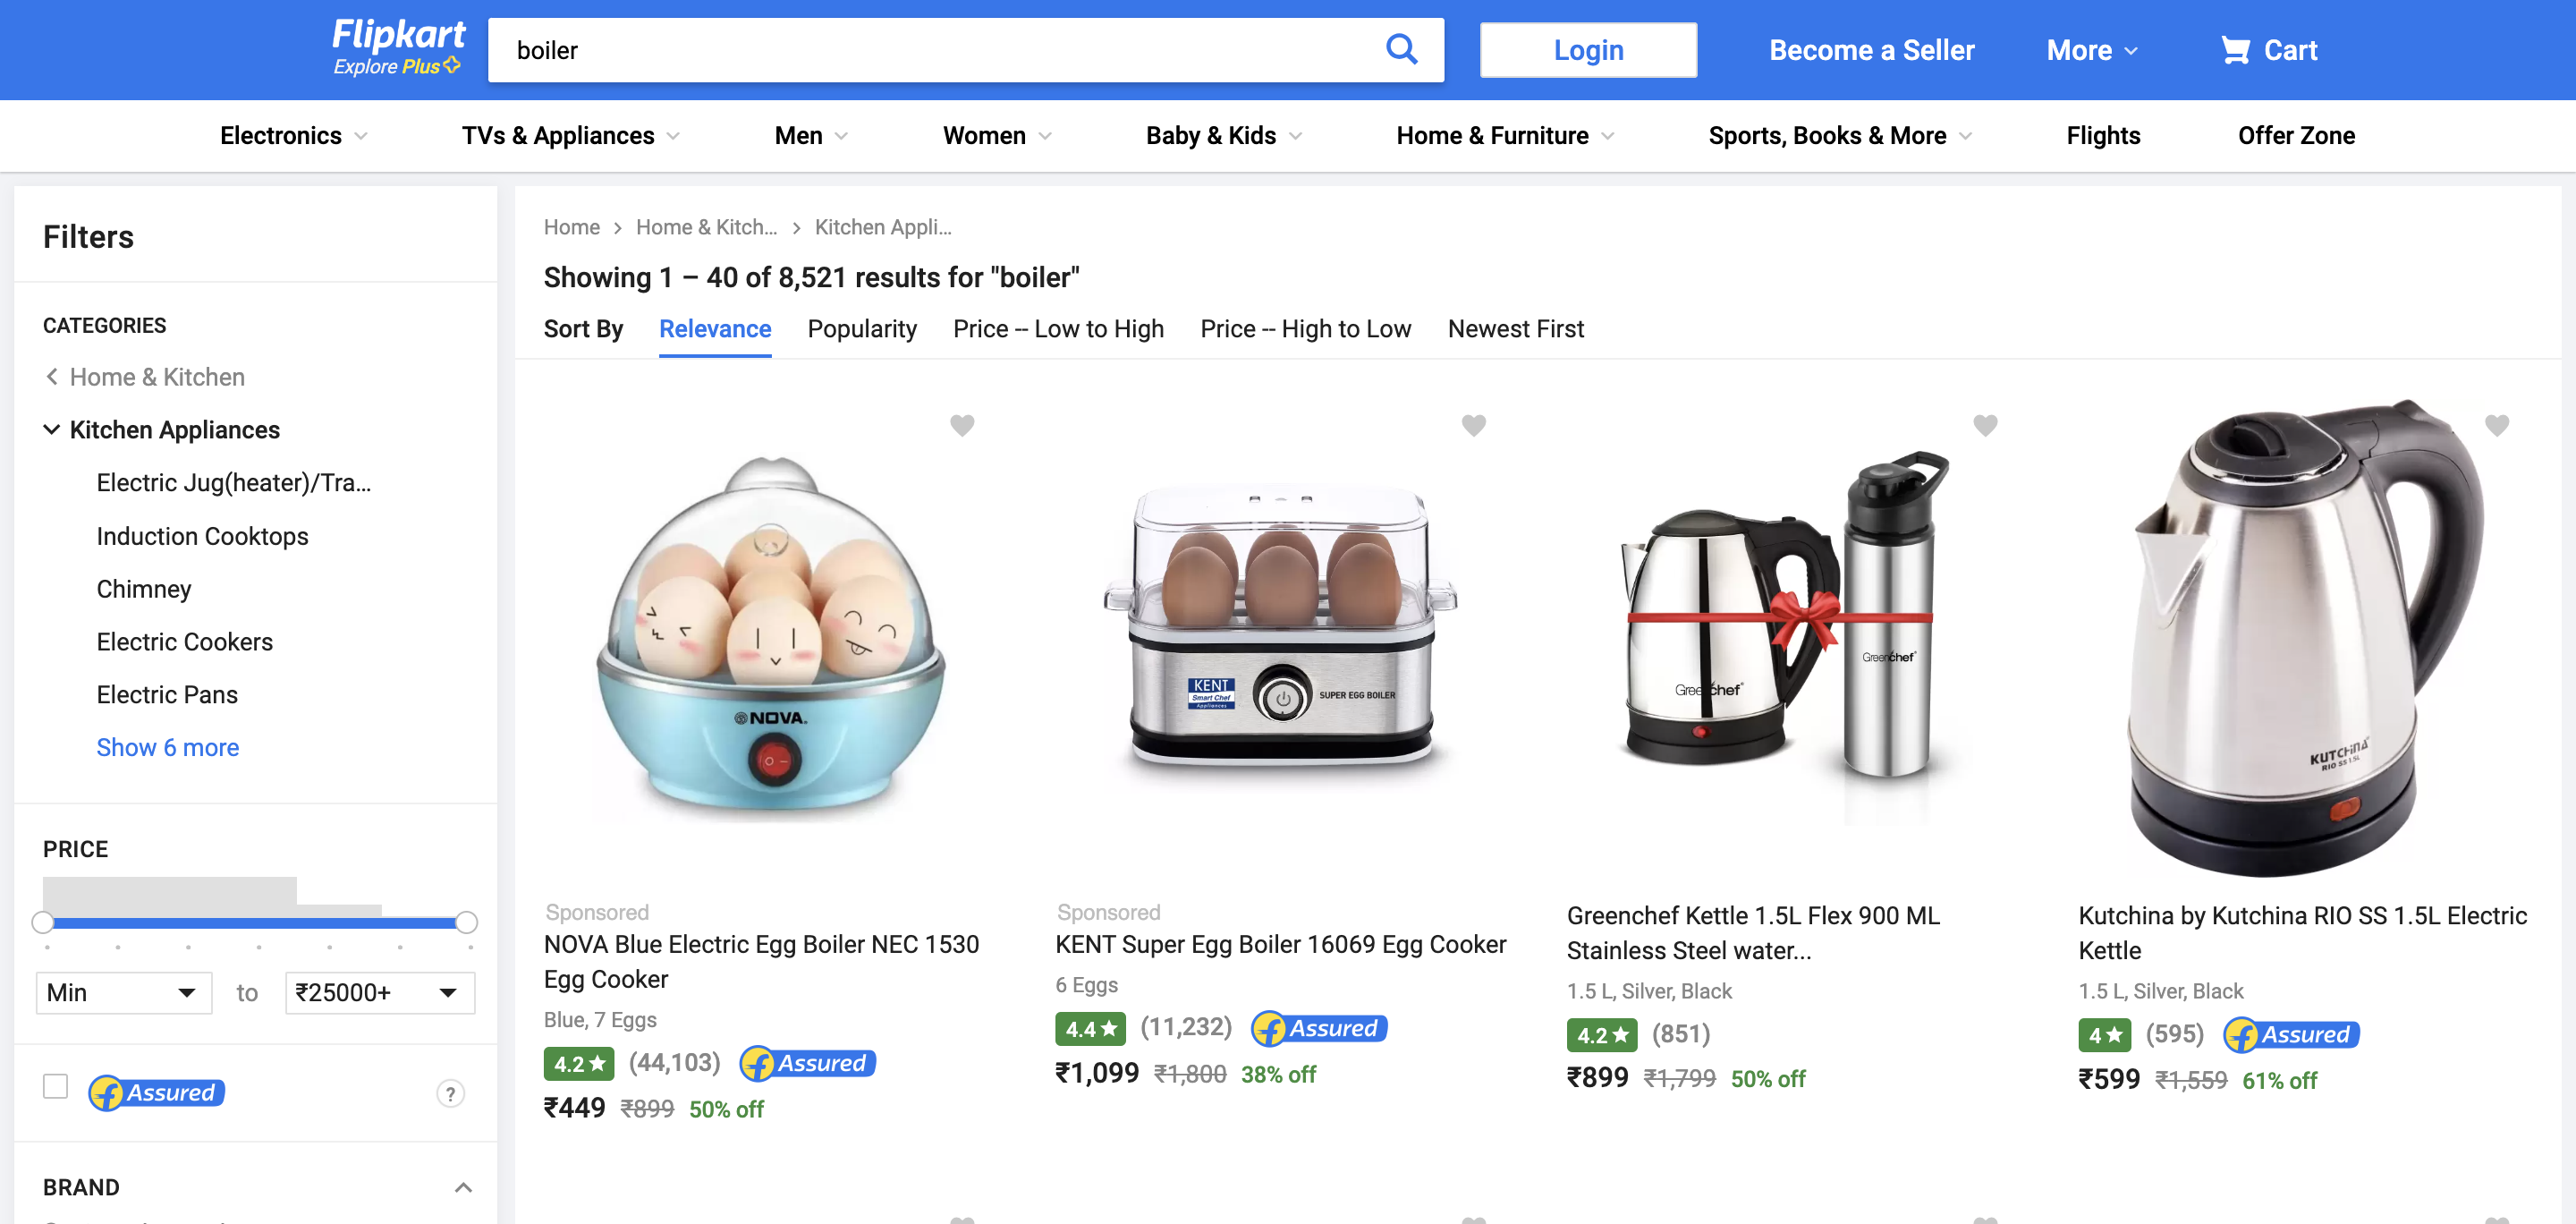 Flipkart
Explore Plus
boiler
Login
Become a Seller
More
Cart
Electronics
TVs & Appliances
Men
Women
Baby & Kids
Home & Furniture
Sports, Books & More
Flights
Offer Zone
Filters
CATEGORIES
Home & Kitchen
Kitchen Appliances
Electric Jug(heater)/Tra...
Induction Cooktops
Chimney
Electric Cookers
Electric Pans
Show 6 more
PRICE
Min
to
₹25000+
Assured
?
BRAND
Home > Home & Kitch... > Kitchen Appli...
Showing 1 – 40 of 8,521 results for "boiler"
Sort By
Relevance
Popularity
Price -- Low to High
Price -- High to Low
Newest First
NOVA
Sponsored
NOVA Blue Electric Egg Boiler NEC 1530
Egg Cooker
Blue, 7 Eggs
4.2★ (44,103) Assured
₹449 ₹899 50% off
KENT
Smart Chef
Appliances
SUPER EGG BOILER
Sponsored
KENT Super Egg Boiler 16069 Egg Cooker
6 Eggs
4.4★ (11,232) Assured
₹1,099 ₹1,800 38% off
Greenchef
Greenchef
Greenchef Kettle 1.5L Flex 900 ML
Stainless Steel water...
1.5 L, Silver, Black
4.2★ (851)
₹899 ₹1,799 50% off
KUTCHINA
RIO SS 1.5L
Kutchina by Kutchina RIO SS 1.5L Electric
Kettle
1.5 L, Silver, Black
4★ (595) Assured
₹599 ₹1,559 61% off